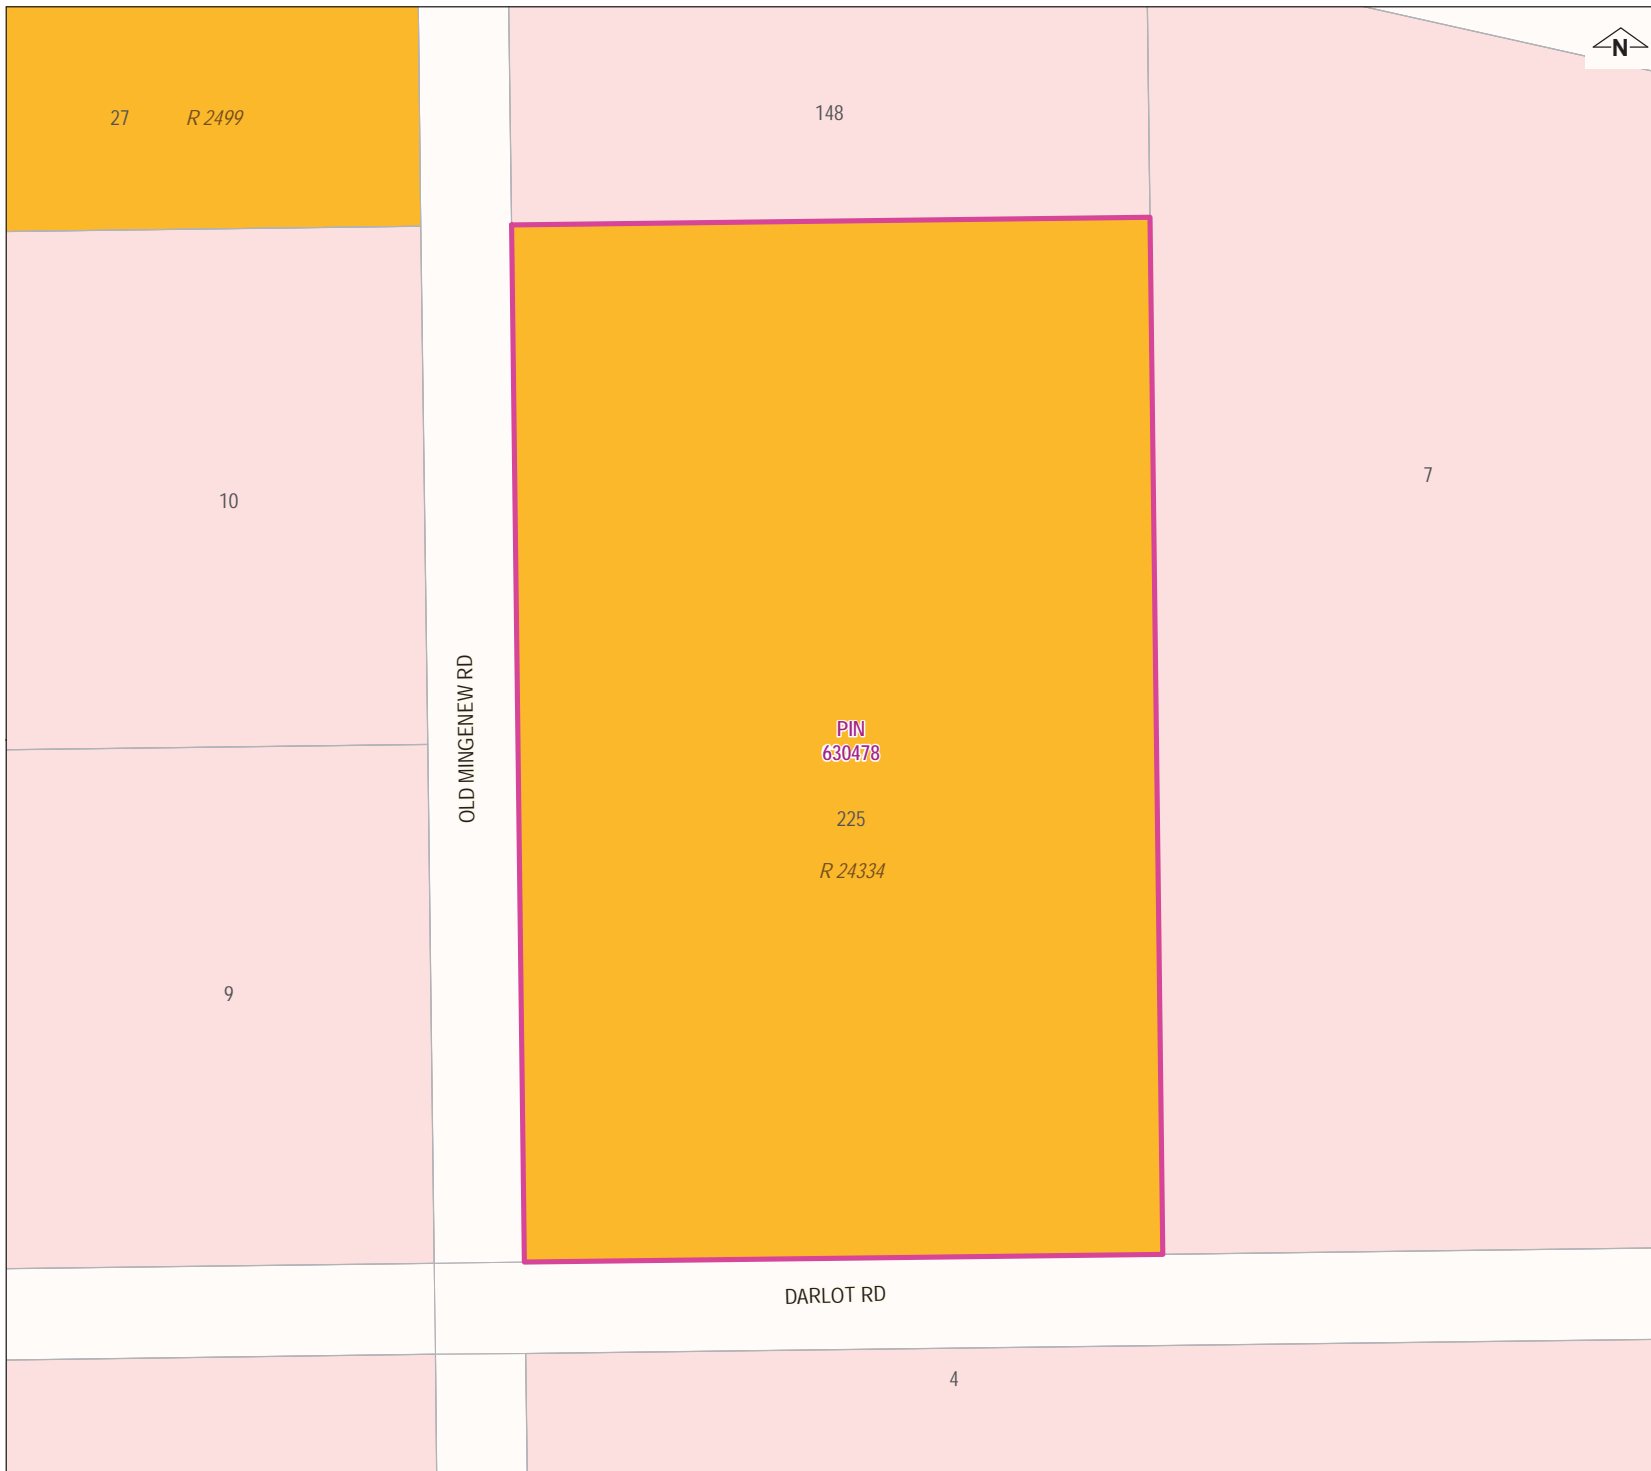 N
148
27 R 2499
7
10
OLD MINGENEW RD
PIN
630478
225
R 24334
9
DARLOT RD
4